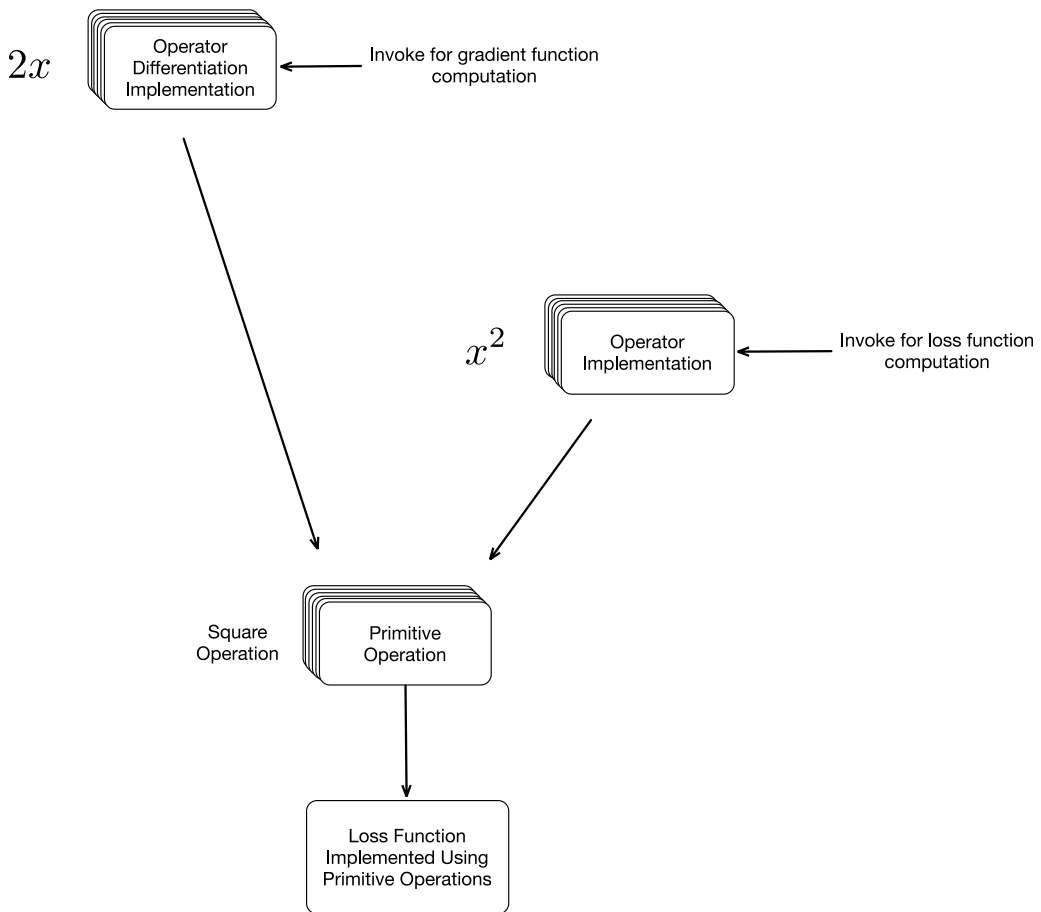 2x
Operator
Differentiation
Implementation
Invoke for gradient function
computation
x²
Operator
Implementation
Invoke for loss function
computation
Square
Operation
Primitive
Operation
Loss Function
Implemented Using
Primitive Operations